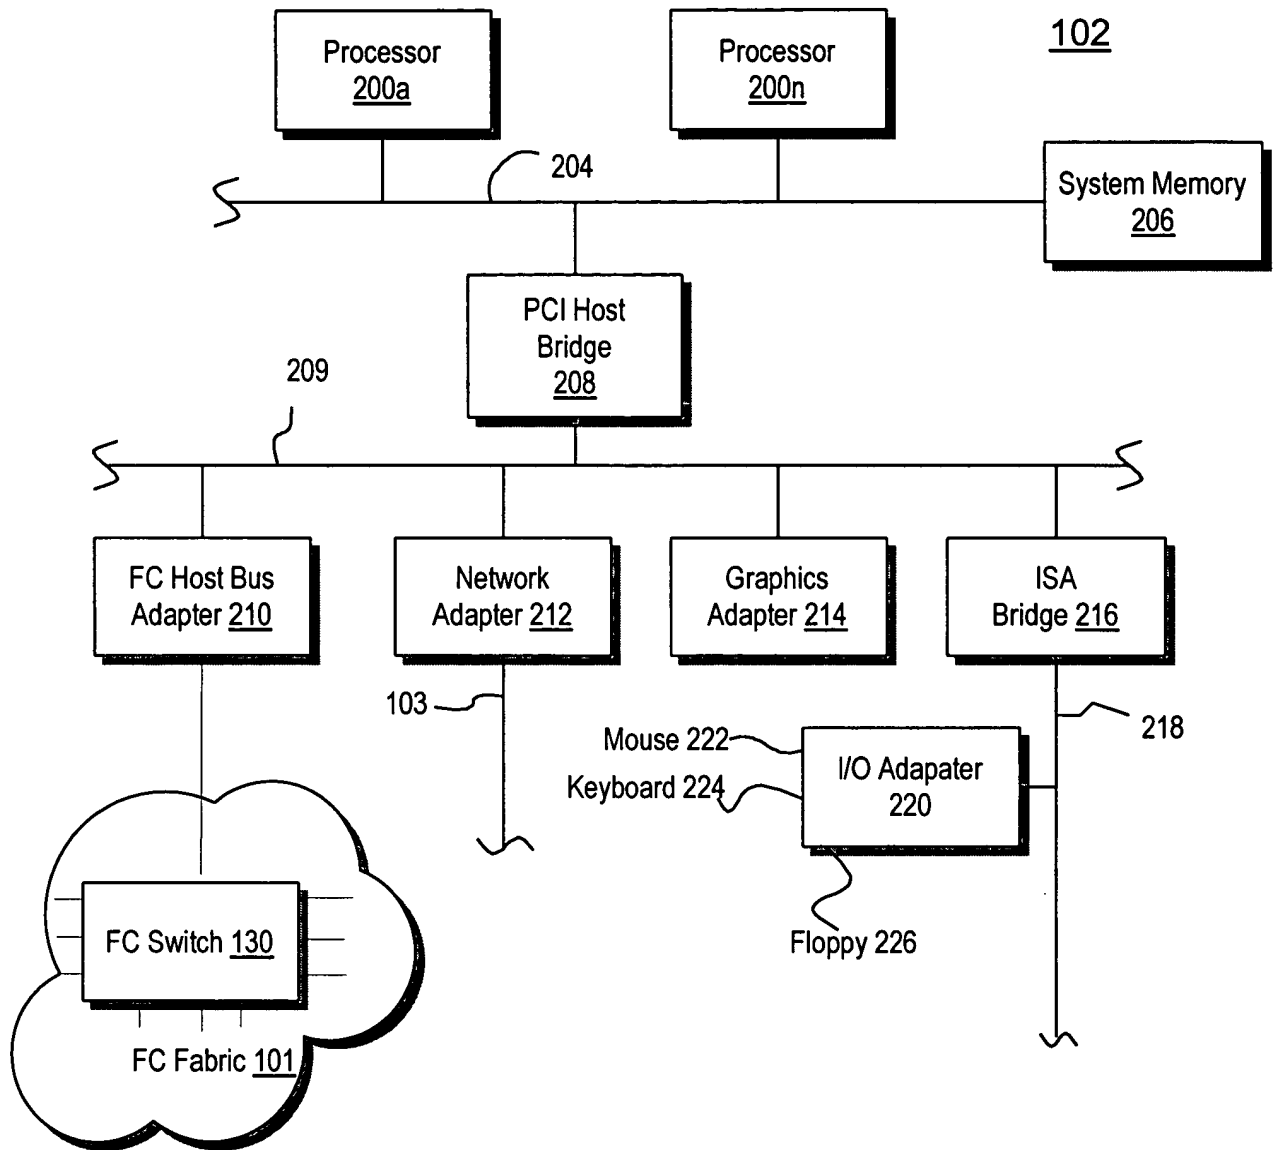 Processor
200a
Processor
200n
102
204
System Memory
206
PCI Host
Bridge
208
209
FC Host Bus
Adapter 210
Network
Adapter 212
Graphics
Adapter 214
ISA
Bridge 216
103
218
Mouse 222
Keyboard 224
I/O Adapater
220
Floppy 226
FC Switch 130
FC Fabric 101